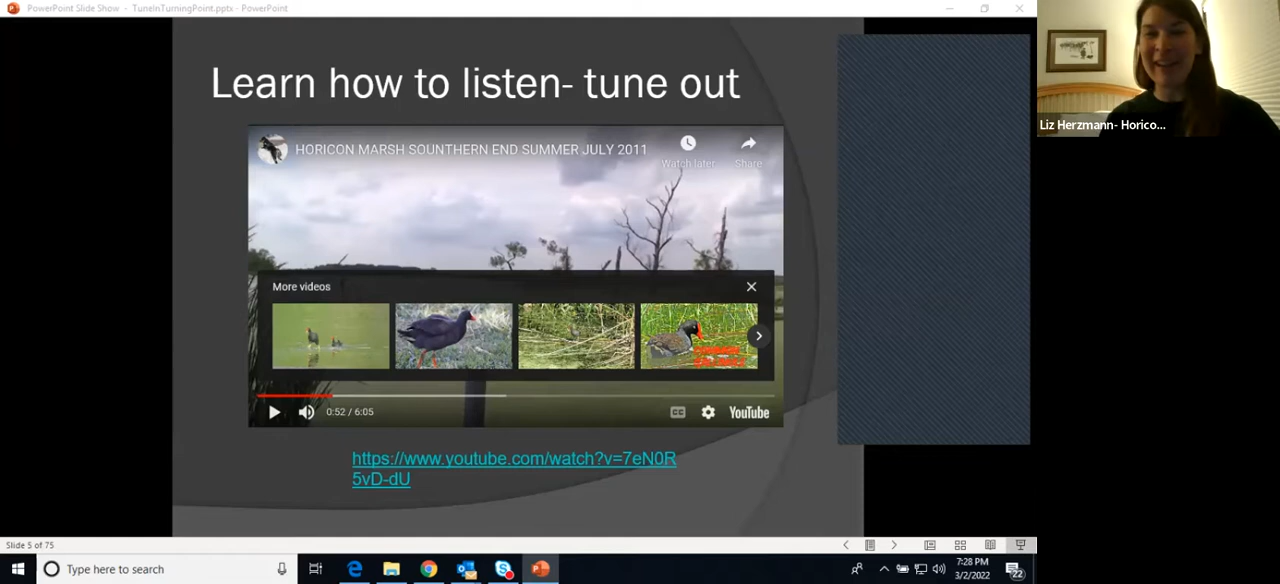 PowerPoint Slide Show - TuneInTurningPoint.pptx - PowerPoint
Learn how to listen- tune out
HORICON MARSH SOUNTHERN END SUMMER JULY 2011
Watch later
Share
More videos
0:52 / 6:05
CC
YouTube
https://www.youtube.com/watch?v=7eN0R
5vD-dU
Liz Herzmann- Horico...
Slide 5 of 75
Type here to search
7:28 PM
3/2/2022
22